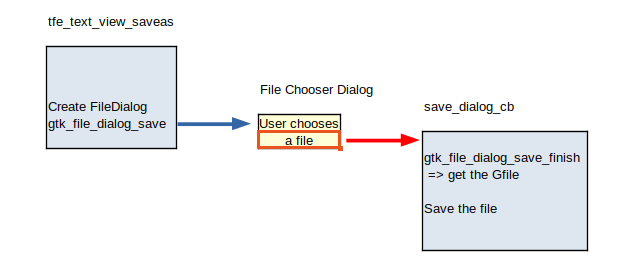 tfe_text_view_saveas
Create FileDialog
gtk_file_dialog_save
File Chooser Dialog
User chooses
a file
save_dialog_cb
gtk_file_dialog_save_finish
=> get the Gfile
Save the file